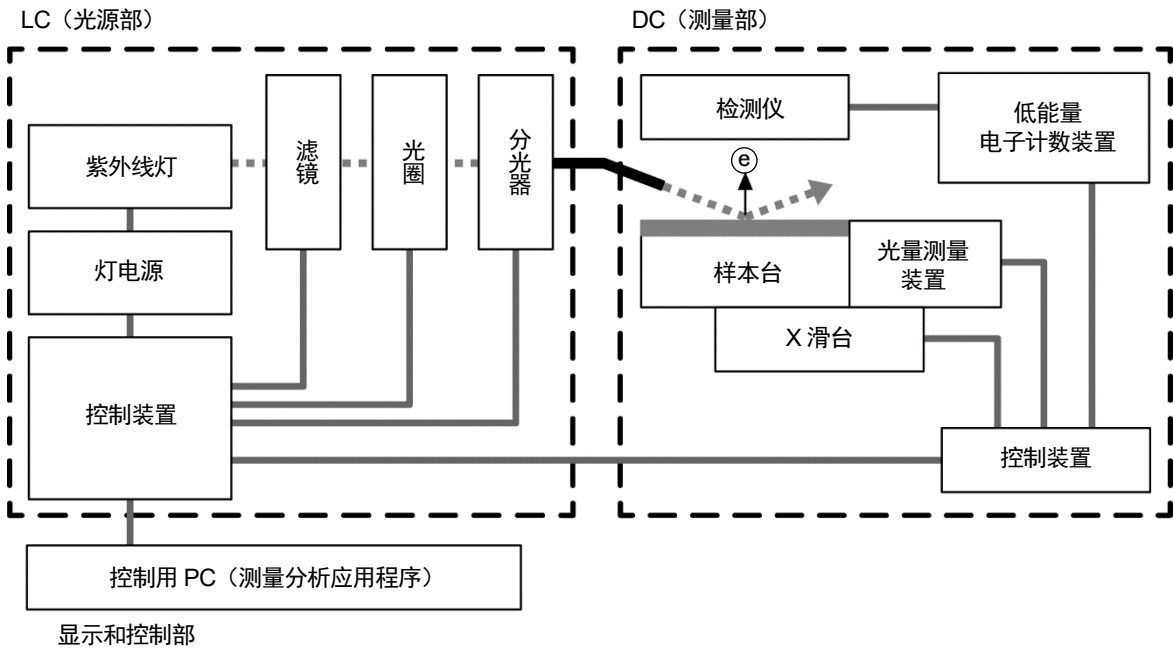 LC（光源部）
DC（测量部）
紫外线灯
滤镜
光圈
分光器
检测仪
低能量
电子计数装置
e
灯电源
样本台
光量测量
装置
X 滑台
控制装置
控制装置
控制用 PC（测量分析应用程序）
显示和控制部